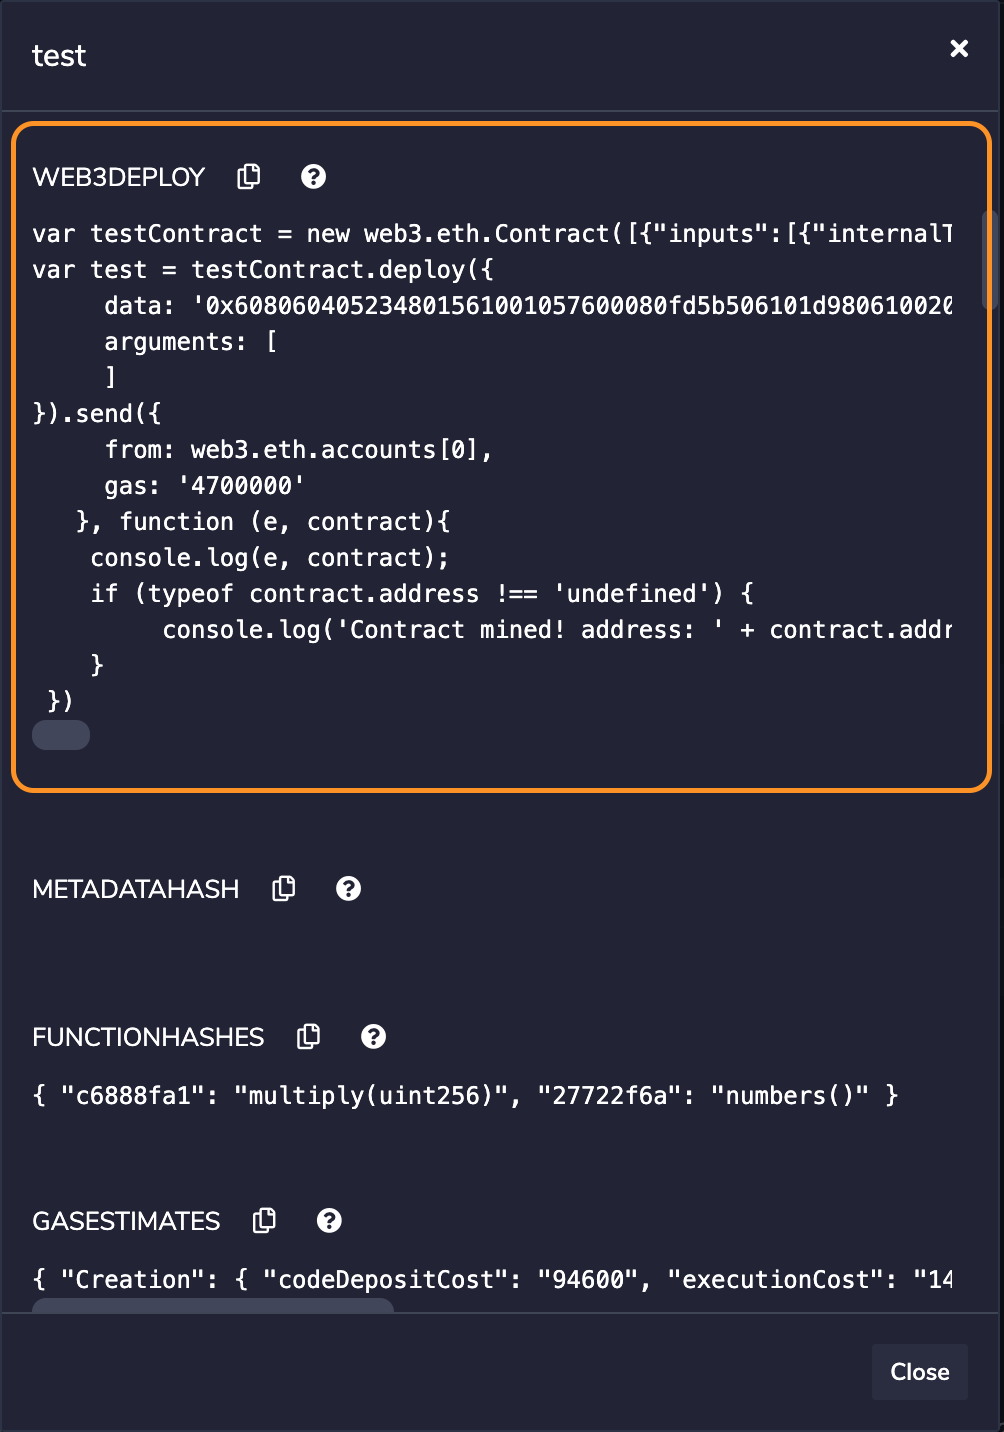 test
WEB3DEPLOY
var testContract = new web3.eth.Contract([{"inputs":[{"internalT
var test = testContract.deploy({
     data: '0x608060405234801561001057600080fd5b506101d9806100020
     arguments: [
     ]
}).send({
     from: web3.eth.accounts[0],
     gas: '4700000'
   }, function (e, contract){
    console.log(e, contract);
    if (typeof contract.address !== 'undefined') {
         console.log('Contract mined! address: ' + contract.addr
    }
 })
METADATAHASH
FUNCTIONHASHES
{ "c6888fa1": "multiply(uint256)", "27722f6a": "numbers()" }
GASESTIMATES
{ "Creation": { "codeDepositCost": "94600", "executionCost": "14
Close